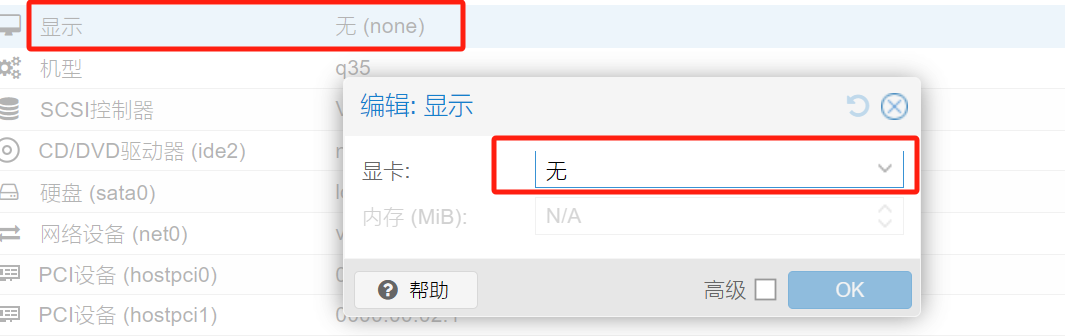 显示 无 (none)
机型 q35
编辑: 显示
SCSI控制器
CD/DVD驱动器 (ide2)
显卡: 无
硬盘 (sata0)
内存 (MiB): N/A
网络设备 (net0)
PCI设备 (hostpci0)
帮助 高级 OK
PCI设备 (hostpci1)